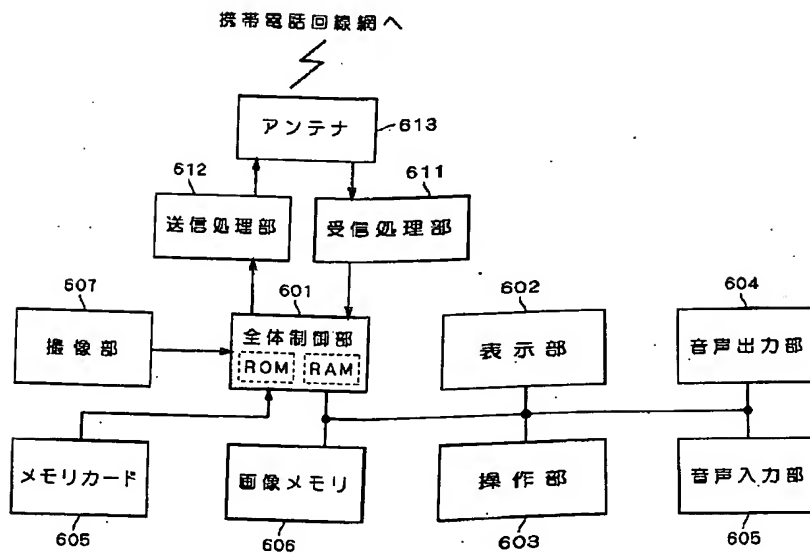 携帯電話回線網へ
アンテナ
613
612
611
送信処理部
受信処理部
607
601
602
604
撮像部
全体制御部
ROM
RAM
表示部
音声出力部
メモリカード
画像メモリ
操作部
音声入力部
605
606
603
605